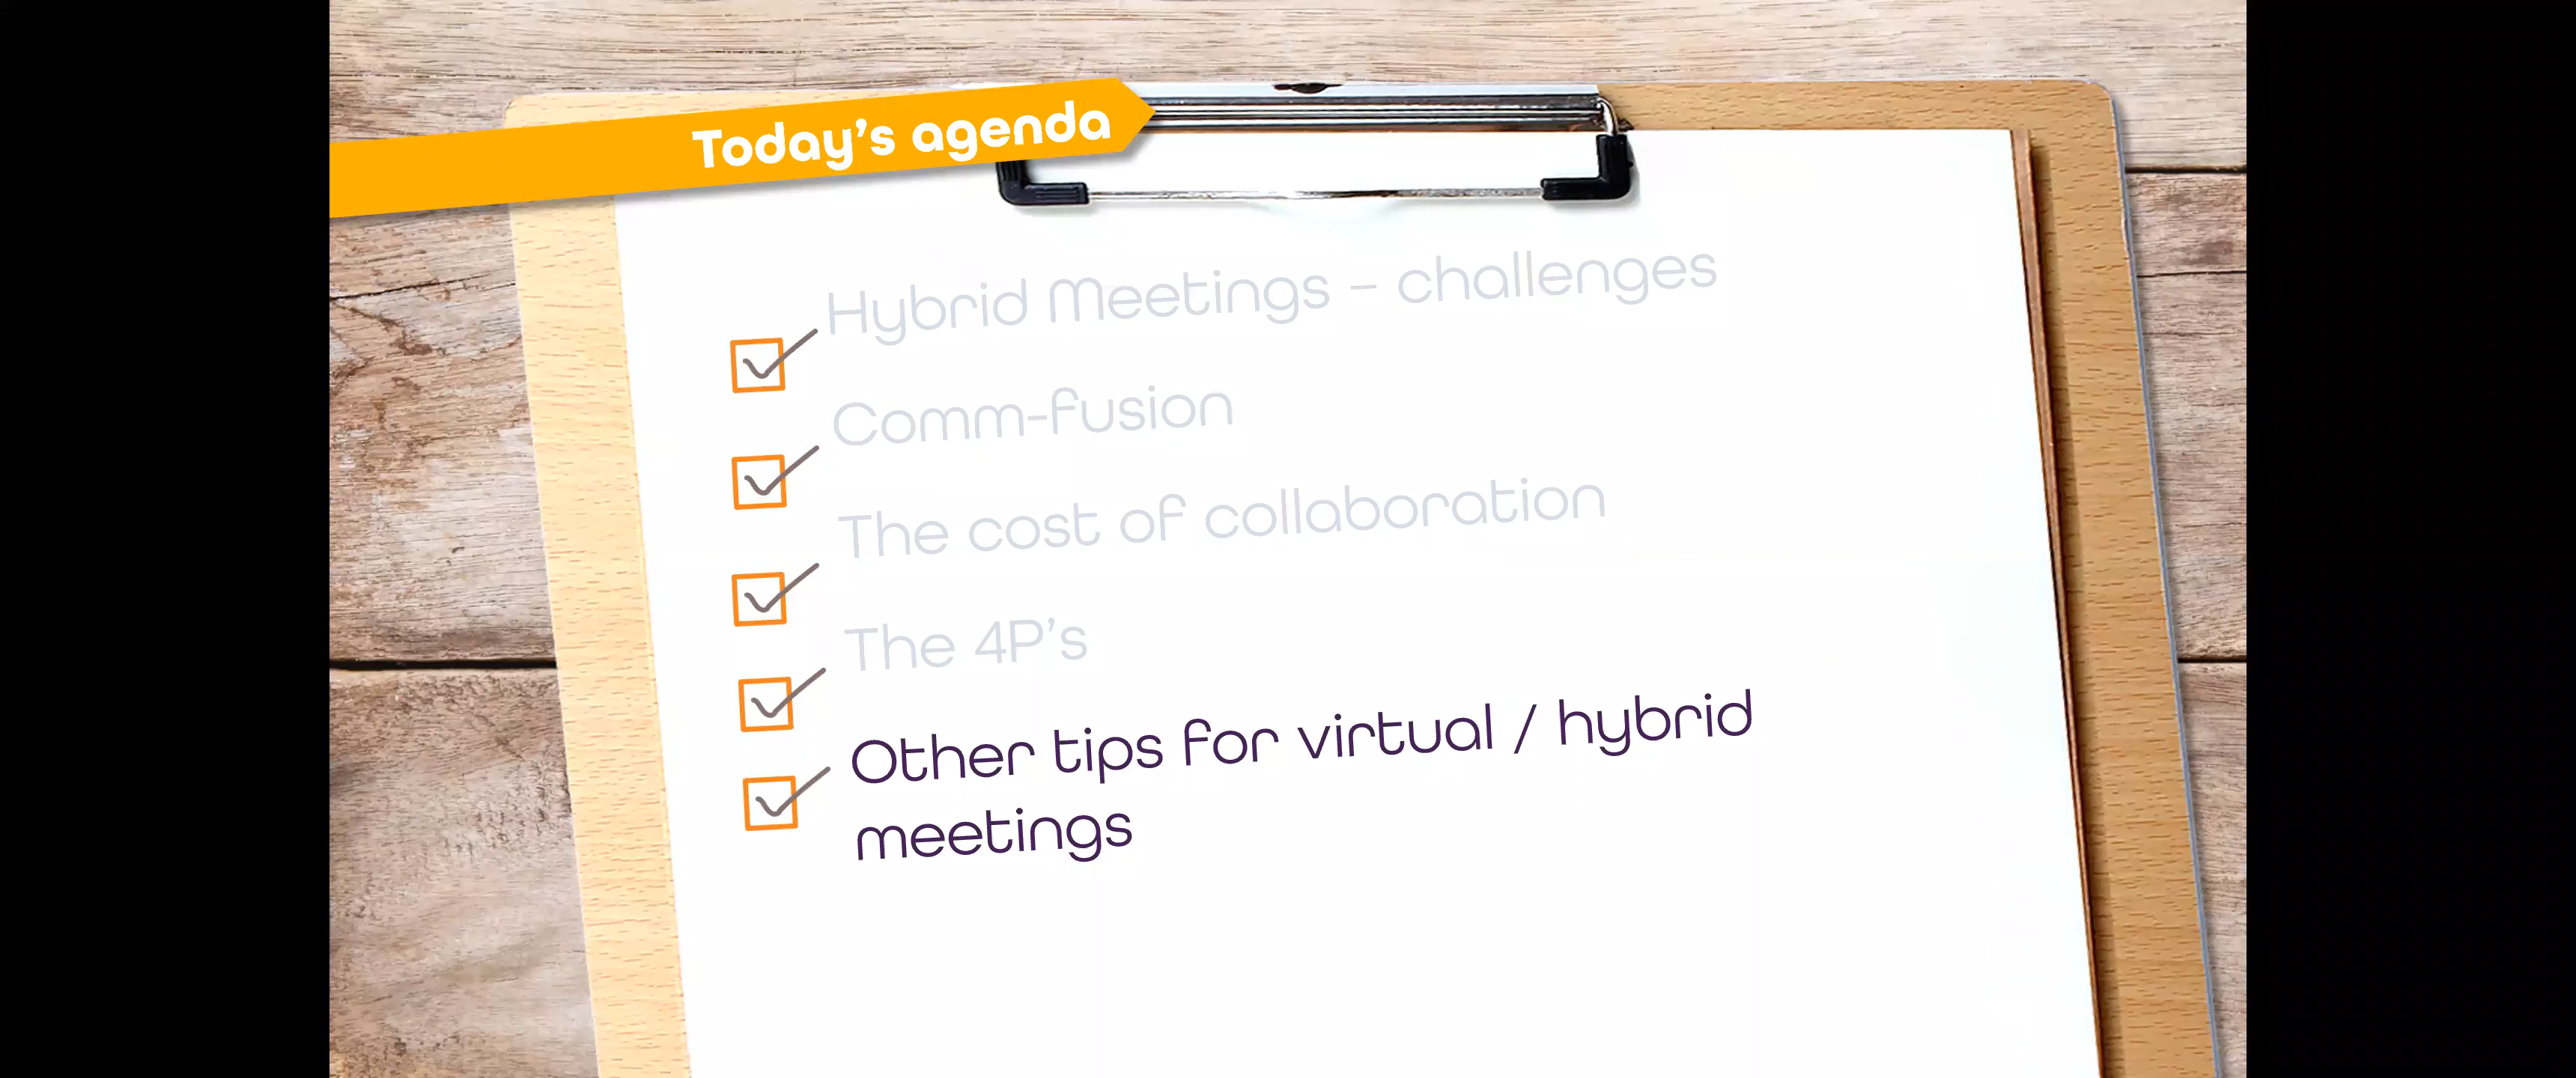 Today's agenda
Hybrid Meetings – challenges
Comm-fusion
The cost of collaboration
The 4P's
Other tips for virtual / hybrid
meetings